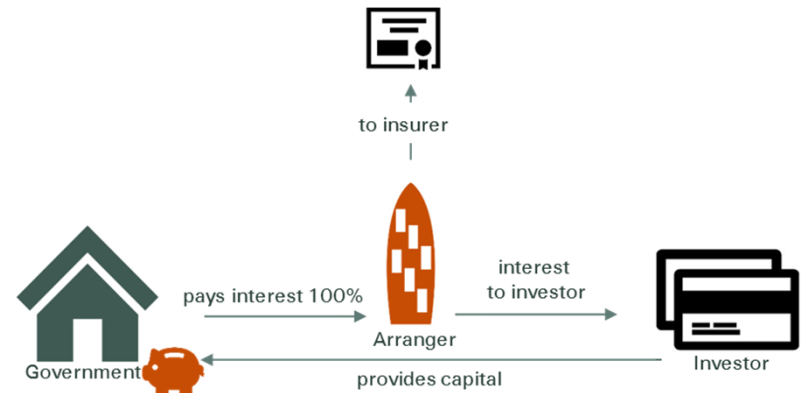 to insurer
interest
to investor
pays interest 100%
Arranger
Government
Investor
provides capital